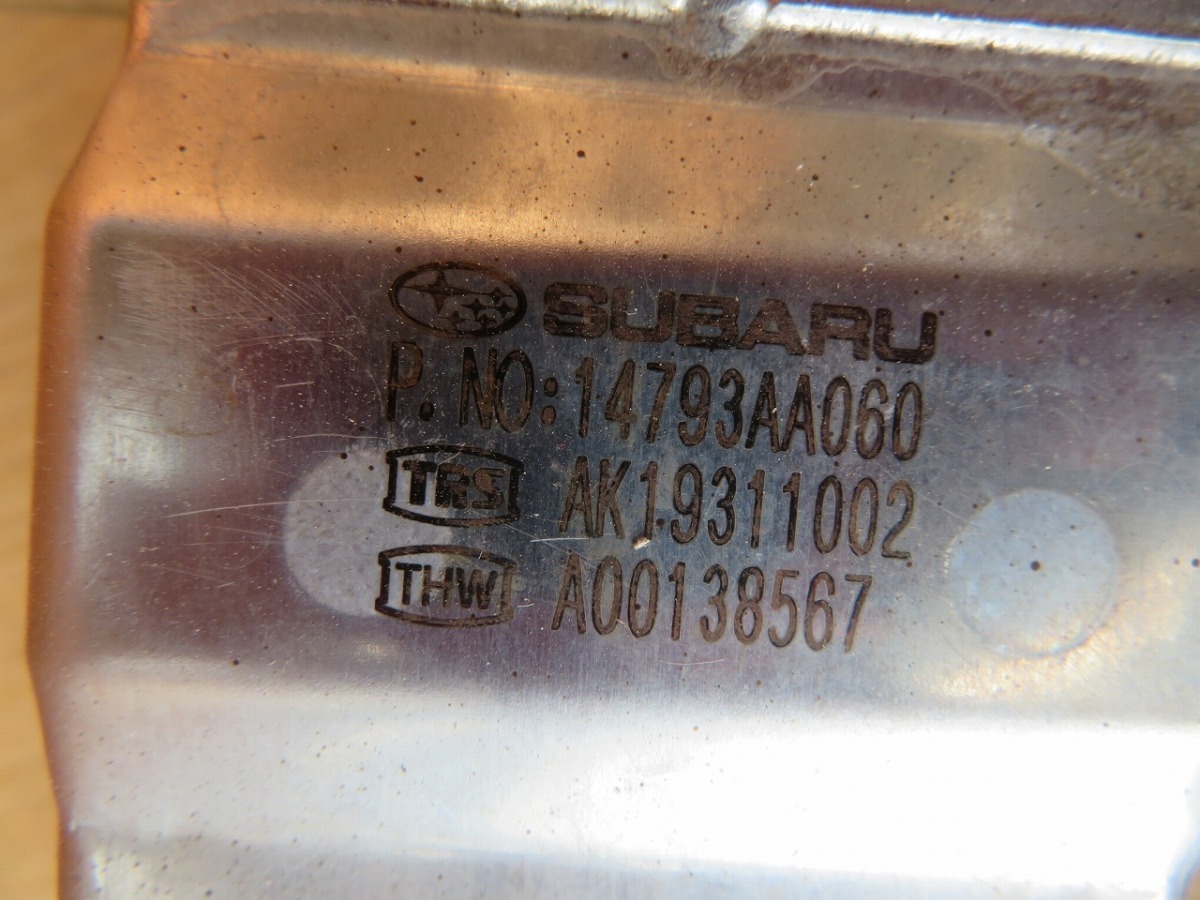 SUBARU
P.NO:14793AA060
TRS AK19311002
THW A00138567